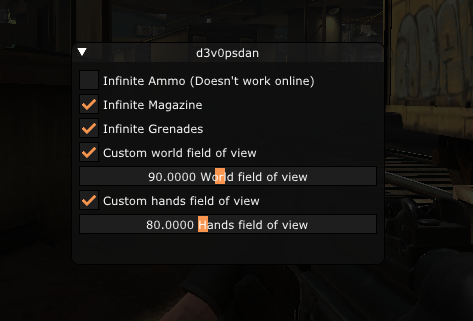 d3v0psdan
Infinite Ammo (Doesn't work online)
Infinite Magazine
Infinite Grenades
Custom world field of view
90.0000 World field of view
Custom hands field of view
80.0000 Hands field of view